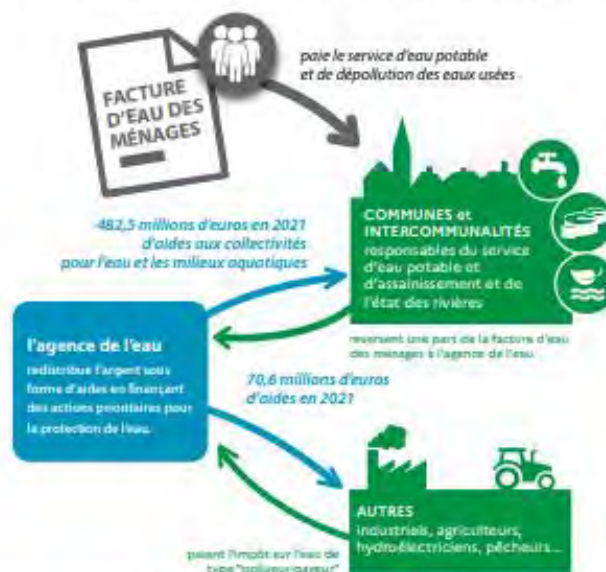 FACTURE
D'EAU DES
MÉNAGES
paie le service d'eau potable
et de dépollution des eaux usées
482,5 millions d'euros en 2021
d'aides aux collectivités
pour l'eau et les milieux aquatiques
COMMUNES et
INTERCOMMUNALITÉS
responsables du service
d'eau potable et
d'assainissement et de
l'état des rivières
reversent une part de la facture d'eau
des ménages à l'agence de l'eau
l'agence de l'eau
redistribue l'argent sous
forme d'aides en finançant
des actions prioritaires pour
la protection de l'eau.
70,6 millions d'euros
d'aides en 2021
AUTRES
industriels, agriculteurs,
hydroélectriciens, pêcheurs...
paient l'impôt sur l'eau de
type "pollueur-payeur"